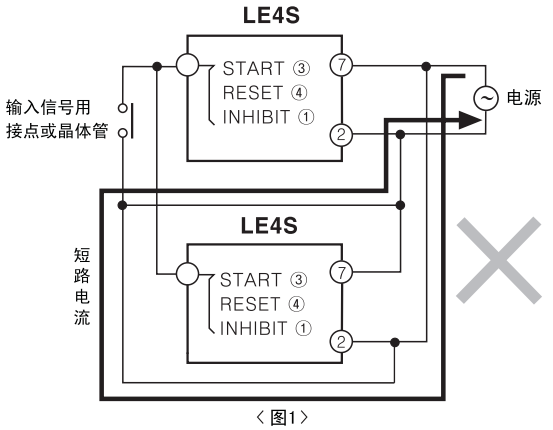 LE4S
START ③
RESET ④
INHIBIT ①
7
2
输入信号用
接点或晶体管
电源
~
短路电流
LE4S
START ③
RESET ④
INHIBIT ①
7
2
〈 图1 〉